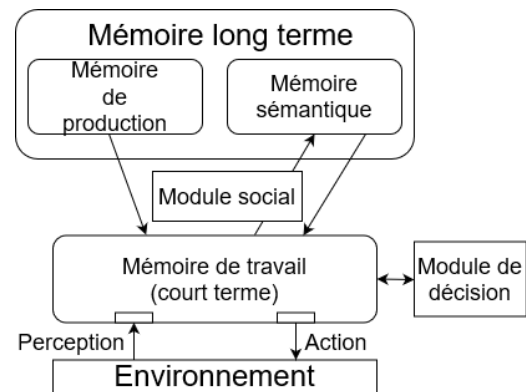 Mémoire long terme
Mémoire
de
production
Mémoire
sémantique
Module social
Mémoire de travail
(court terme)
Module de
décision
Perception
Action
Environnement